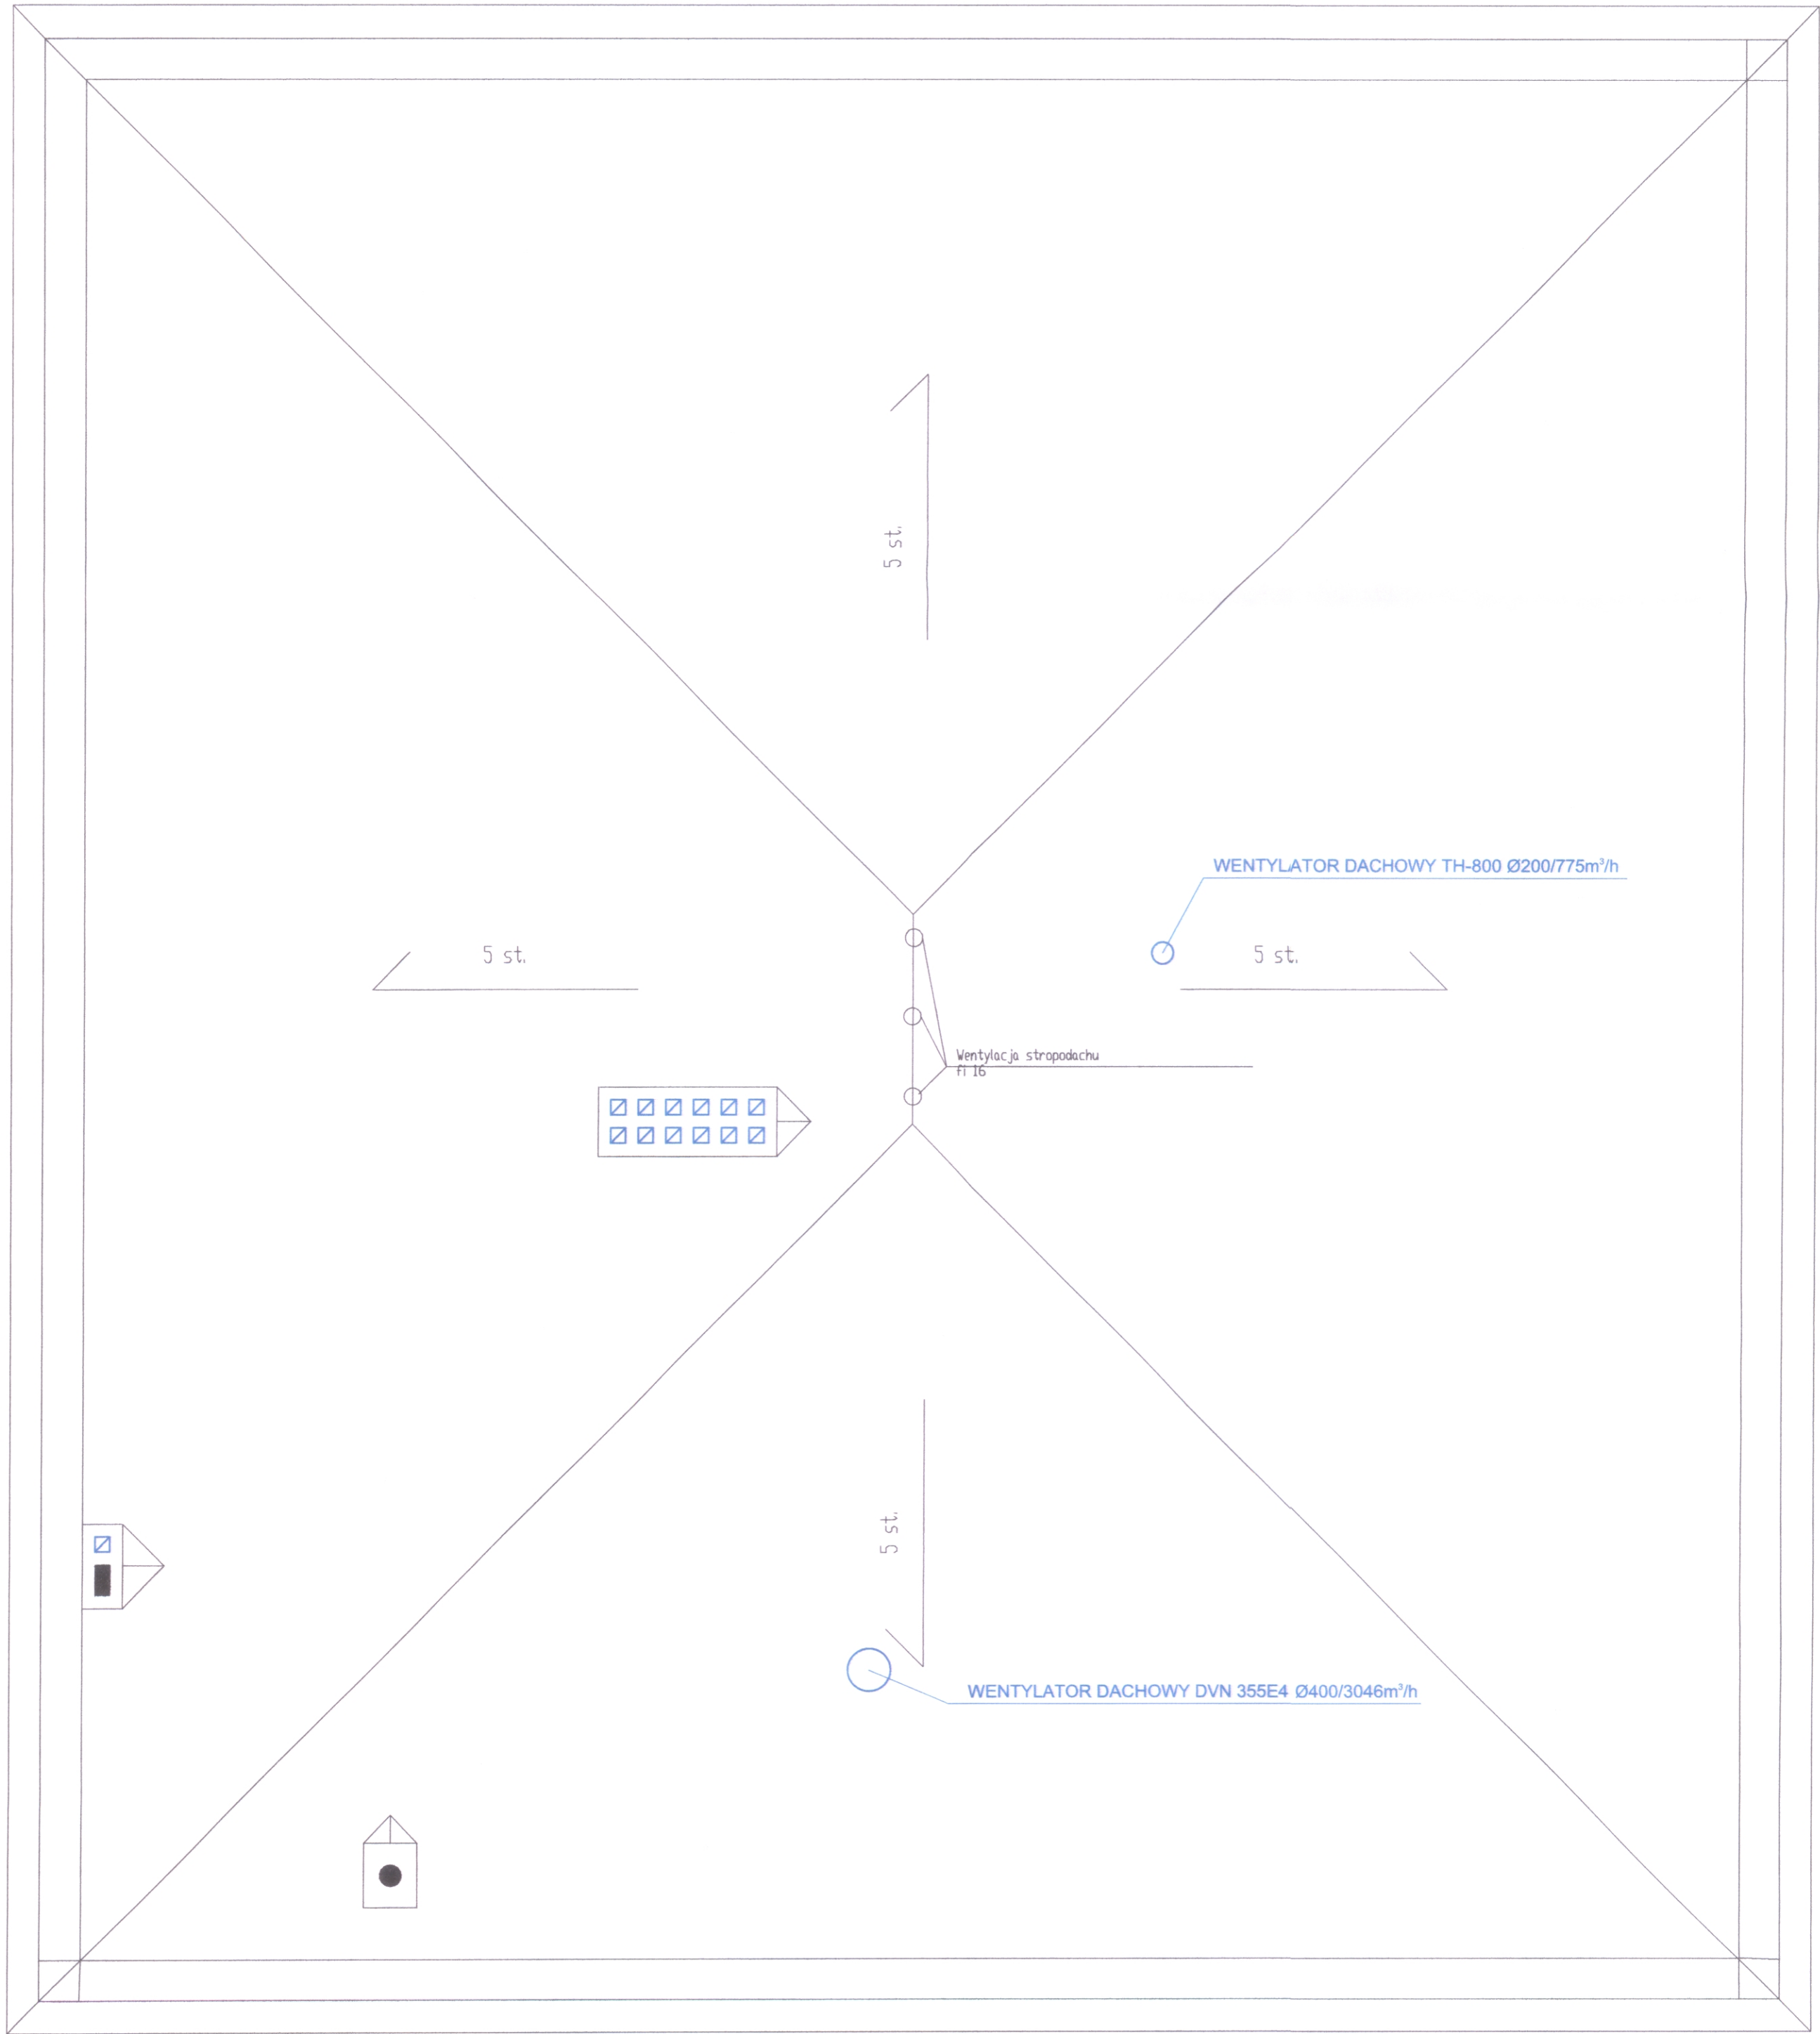 5 st.
WENTYLATOR DACHOWY TH-800 Ø200/775m³/h
5 st.
5 st.
Wentylacja stropodachu
fi 16
5 st.
WENTYLATOR DACHOWY DVN 355E4 Ø400/3046m³/h